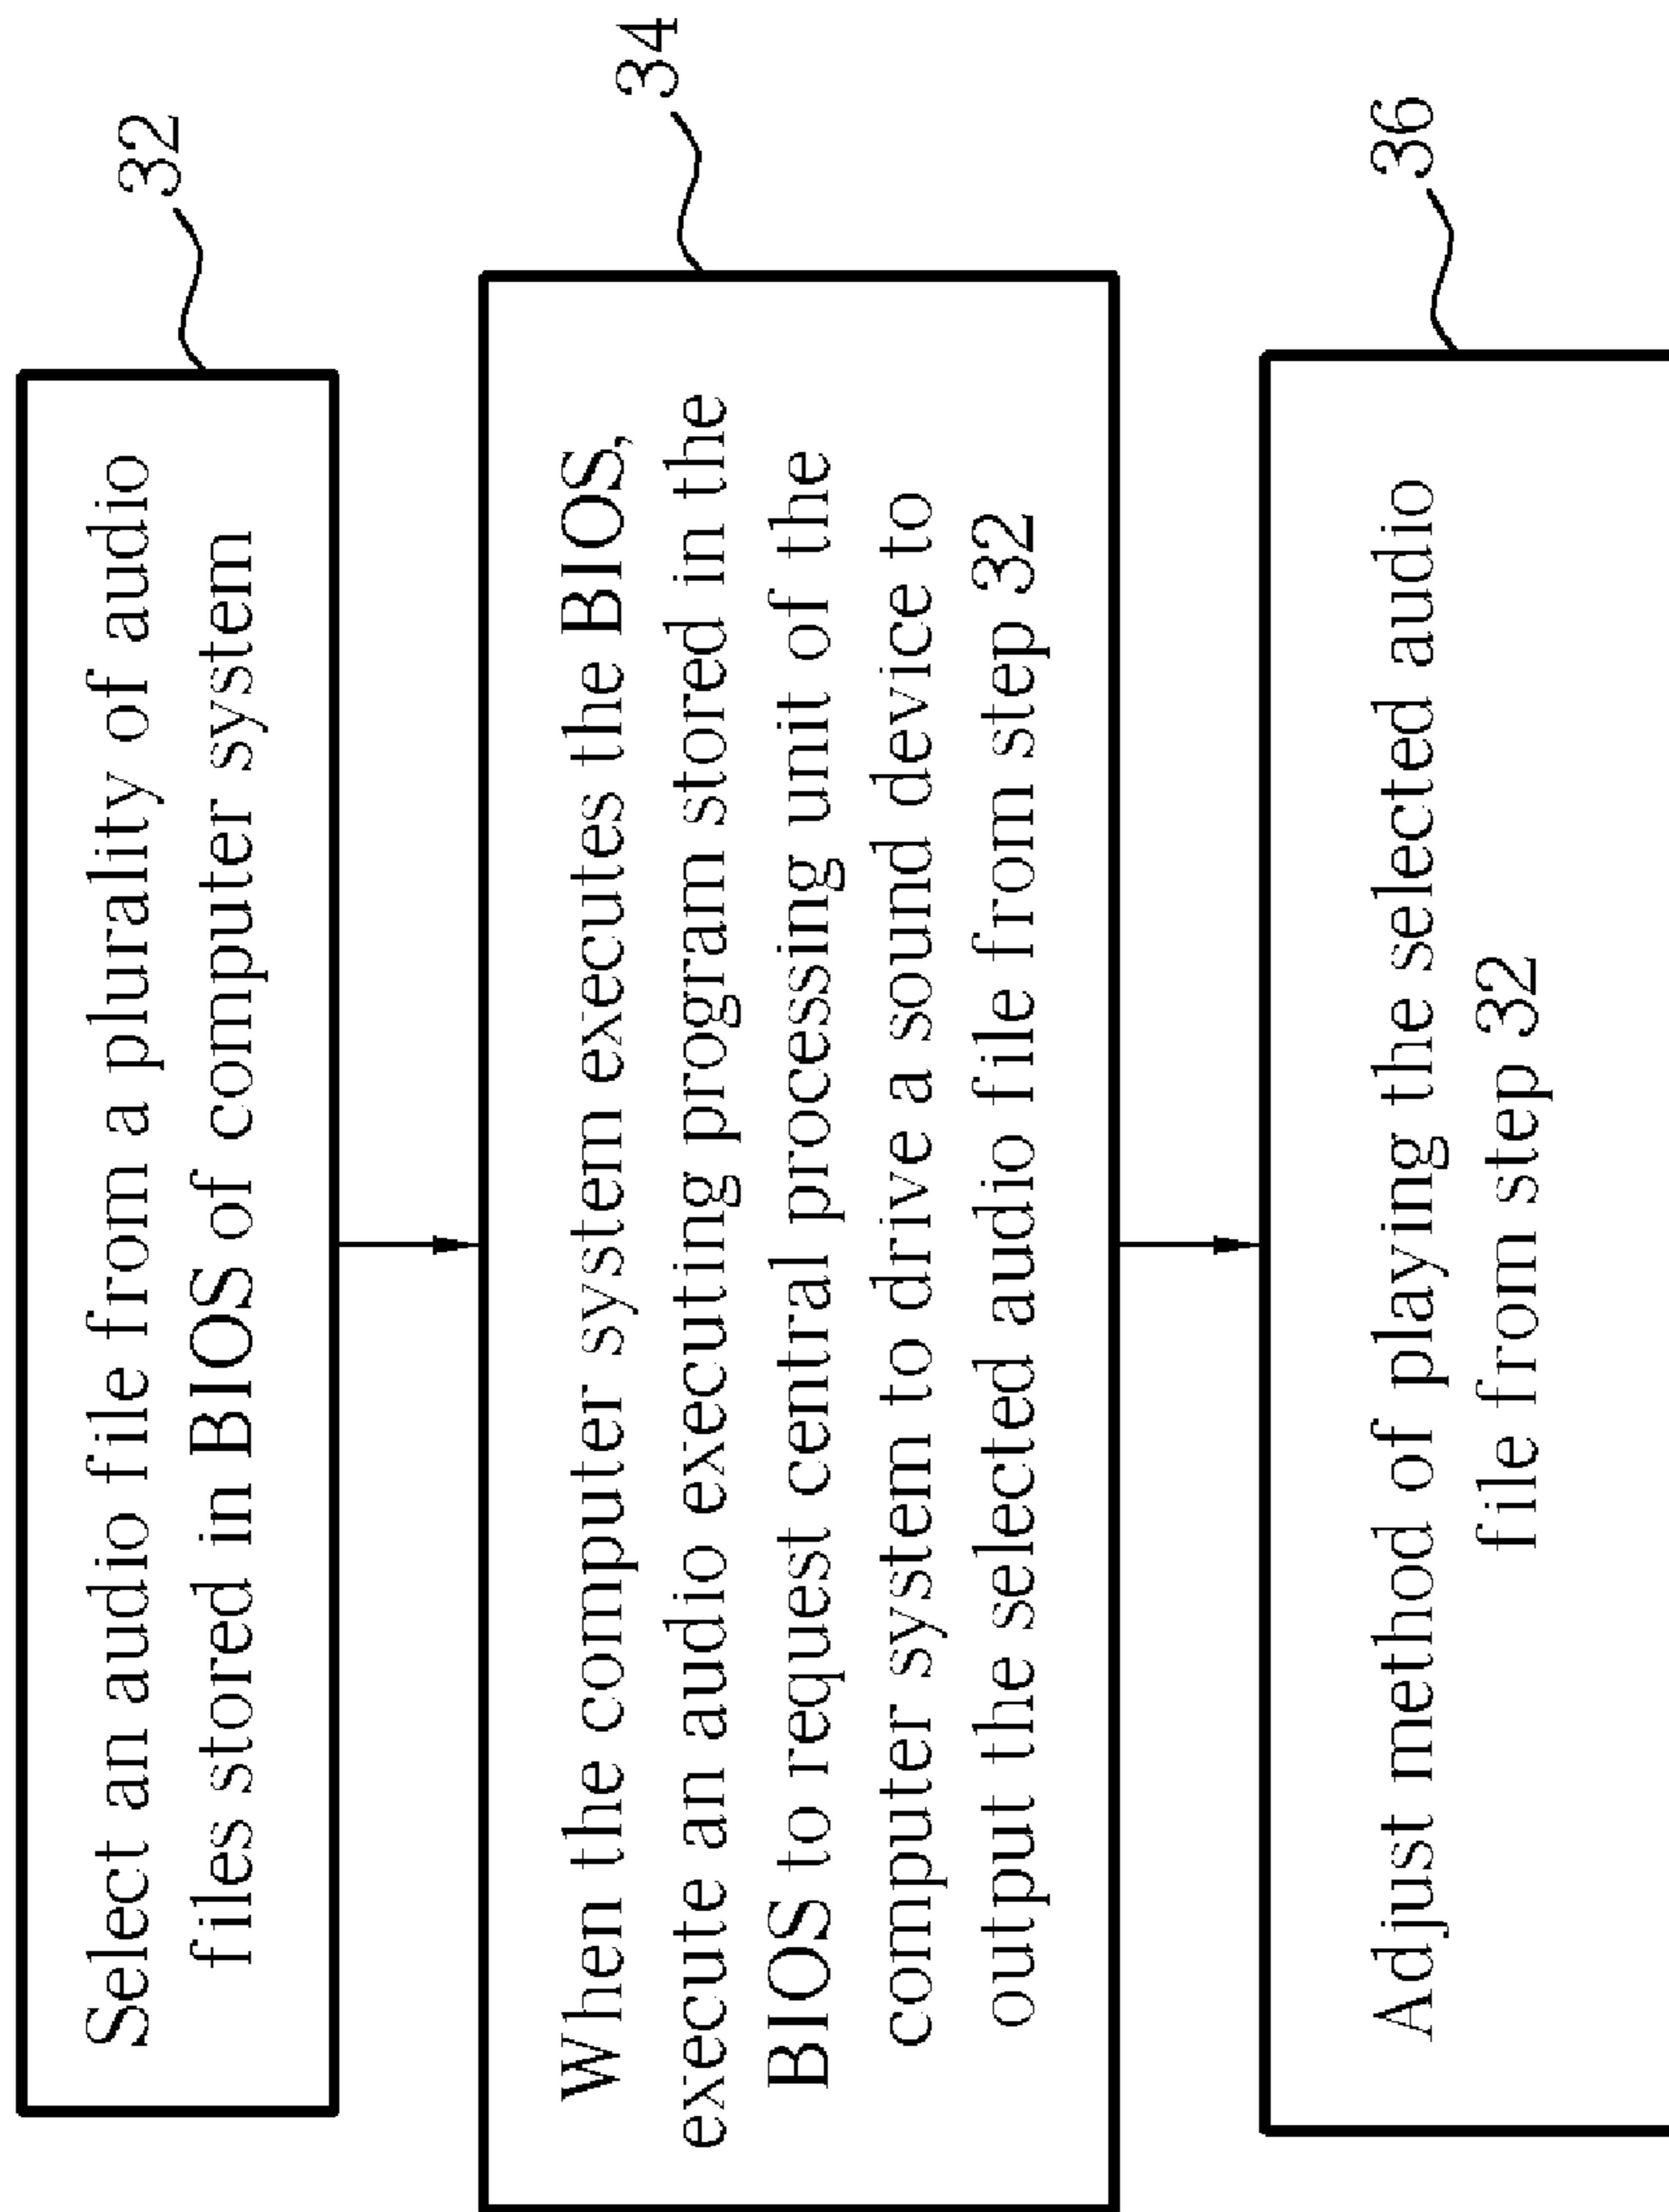 Select an audio file from a plurality of audio
files stored in BIOS of computer system
32
When the computer system executes the BIOS,
execute an audio executing program stored in the
BIOS to request central processing unit of the
computer system to drive a sound device to
output the selected audio file from step 32
34
Adjust method of playing the selected audio
file from step 32
36